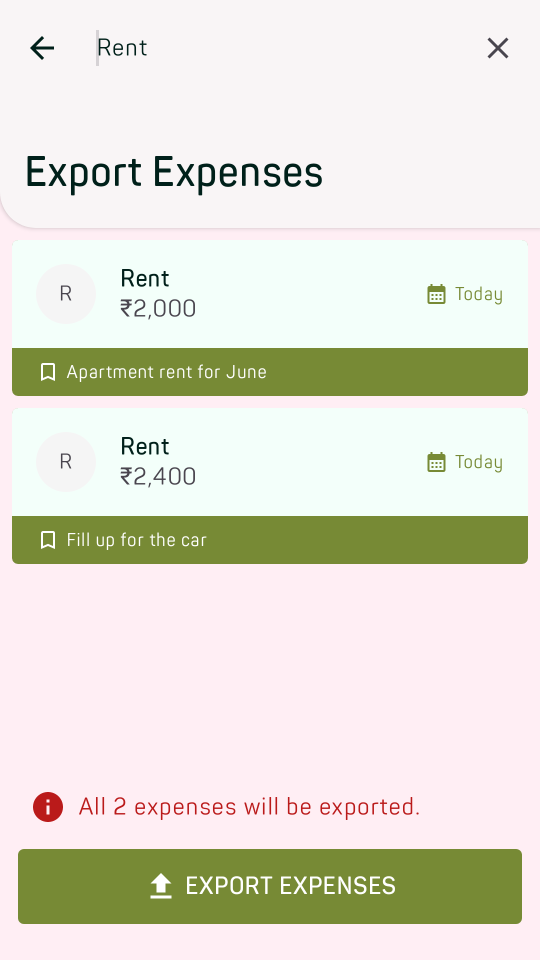 Rent
Export Expenses
R
Rent
₹2,000
Today
Apartment rent for June
R
Rent
₹2,400
Today
Fill up for the car
All 2 expenses will be exported.
EXPORT EXPENSES